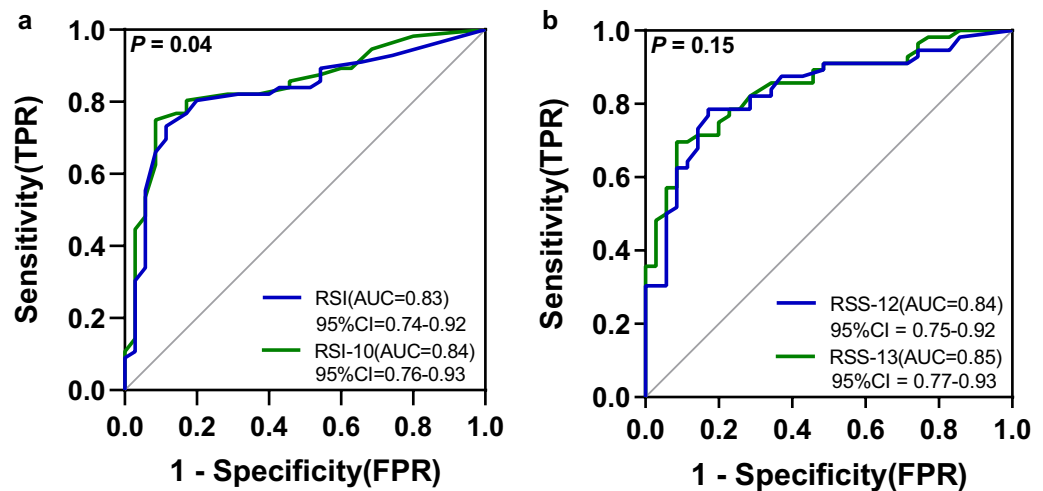 a
P = 0.04
1.0
0.8
0.6
0.4
0.2
0.0
Sensitivity(TPR)
RSI(AUC=0.83)
95%CI=0.74-0.92
RSI-10(AUC=0.84)
95%CI=0.76-0.93
0.0 0.2 0.4 0.6 0.8 1.0
1 - Specificity(FPR)
b
P = 0.15
1.0
0.8
0.6
0.4
0.2
0.0
Sensitivity(TPR)
RSS-12(AUC=0.84)
95%CI = 0.75-0.92
RSS-13(AUC=0.85)
95%CI = 0.77-0.93
0.0 0.2 0.4 0.6 0.8 1.0
1 - Specificity(FPR)